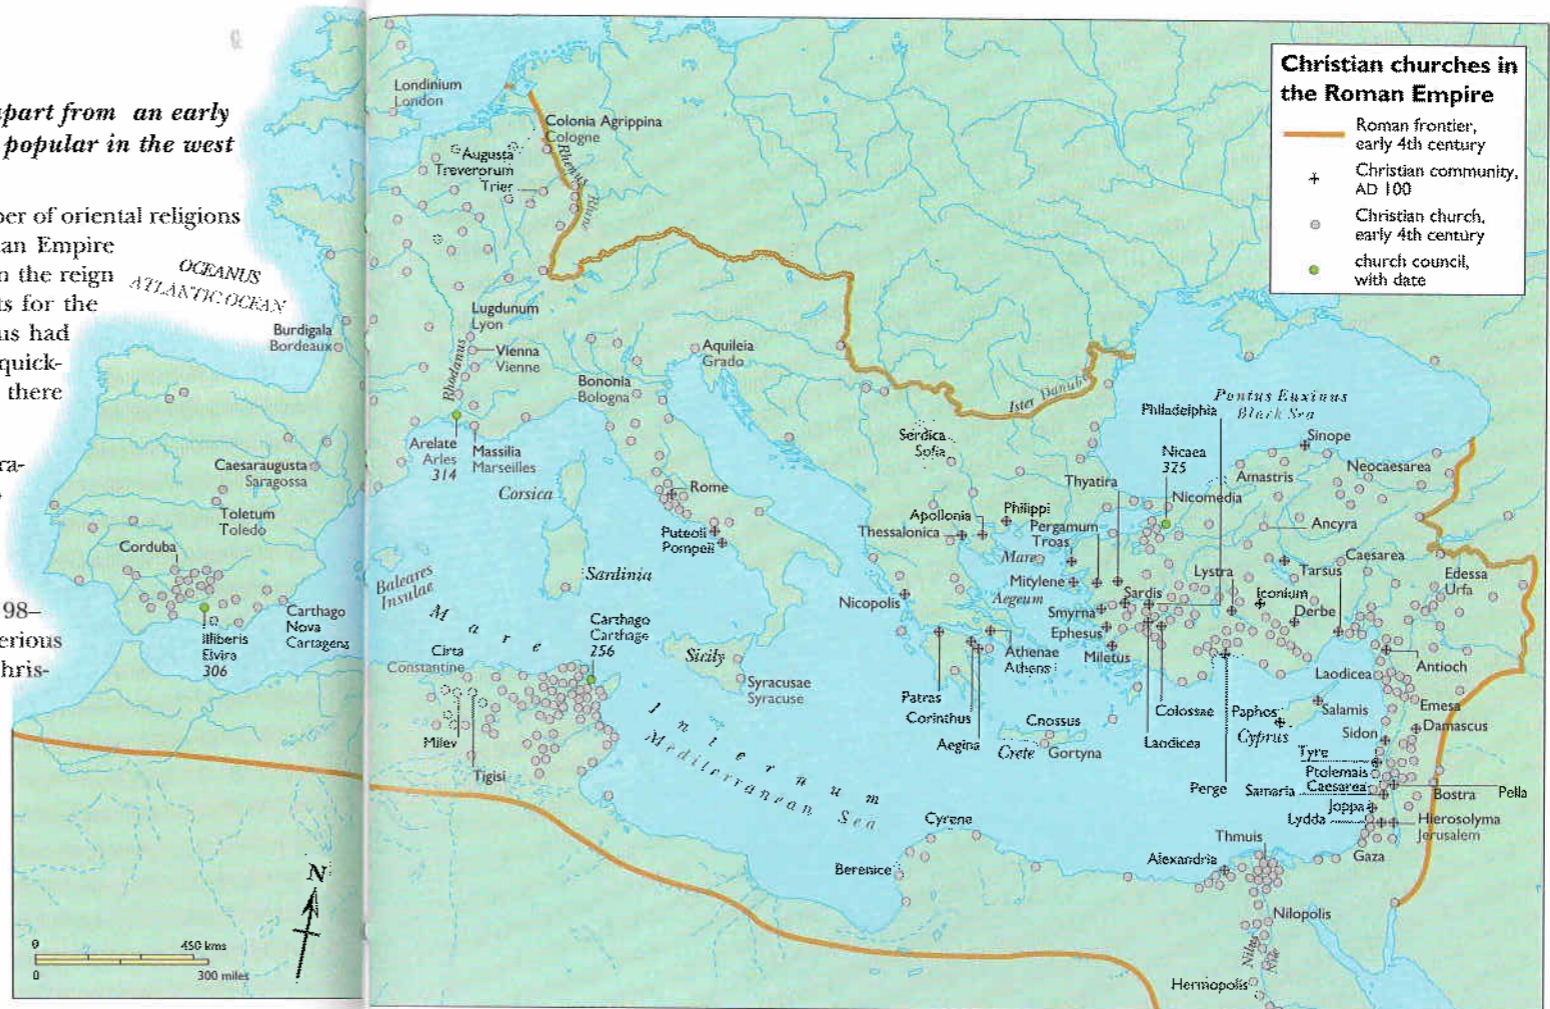 apart from an early
popular in the west
ber of oriental religions
an Empire
n the reign
ts for the
us had
quick-
there
ra-
98–
erious
hris-
Christian churches in
the Roman Empire
Roman frontier,
early 4th century
Christian community,
AD 100
Christian church,
early 4th century
church council,
with date
OCEANUS
ATLANTIC OCEAN
Londinium
London
Colonia Agrippina
Cologne
Augusta
Treverorum
Trier
Rhenus
Rhine
Lugdunum
Lyon
Burdigala
Bordeaux
Vienna
Vienne
Rhodanus
Aquileia
Grado
Bononia
Bologna
Ister Danube
Pontus Euxinus
Black Sea
Philadelphia
Arelate
Arles
314
Massilia
Marseilles
Corsica
Caesaraugusta
Saragossa
Toletum
Toledo
Corduba
Serdica
Sofia
Nicaea
325
Sinope
Neocaesarea
Amastris
Thyatira
Nicomedia
Rome
Puteoli
Pompeii
Apollonia
Philippi
Thessalonica
Pergamum
Troas
Ancyra
Mare
Aegeum
Mitylene
Lystra
Caesarea
Tarsus
Edessa
Urfa
Sardis
Iconium
Derbe
Smyrna
Ephesus
Miletus
Nicopolis
Baleares
Insulae
Sardinia
Mare
Internum
Mediterranean Sea
Carthago
Nova
Cartagena
Illiberis
Elvira
306
Cirta
Constantine
Carthago
Carthage
256
Sicily
Syracusae
Syracuse
Athenae
Athens
Antioch
Laodicea
Patras
Corinthus
Aegina
Cnossus
Crete
Gortyna
Colossae
Laodicea
Paphos
Salamis
Cyprus
Emesa
Damascus
Sidon
Tyre
Ptolemais
Caesarea
Perge
Samaria
Bostra
Pella
Joppa
Lydda
Hierosolyma
Jerusalem
Gaza
Milev
Tigisi
Cyrene
Berenice
Thmuis
Alexandria
Nilopolis
Nilus
Nile
Hermopolis
N
0 450 kms
0 300 miles